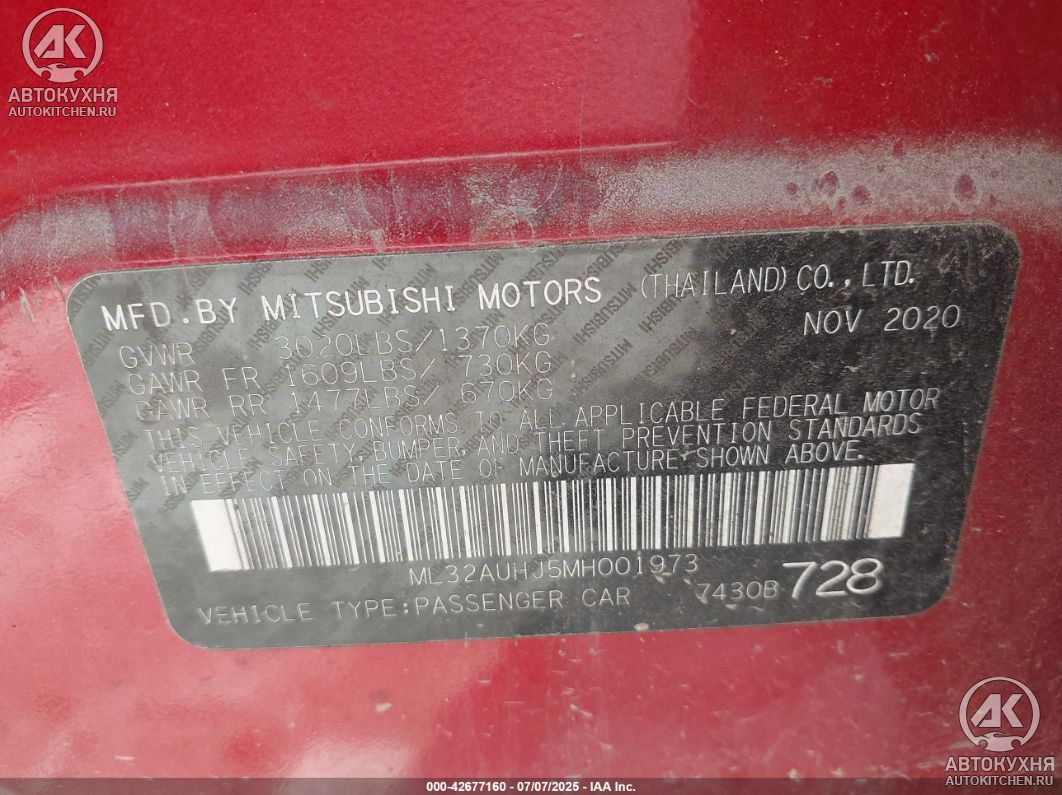 АК
АВТОКУХНЯ
AUTOKITCHEN.RU
MFD.BY MITSUBISHI MOTORS (THAILAND)CO.,LTD.
NOV 2020
GVWR 3020LBS/1370KG
GAWR FR 1609LBS/ 730KG
GAWR RR 1477LBS/ 670KG
THIS VEHICLE CONFORMS TO ALL APPLICABLE FEDERAL MOTOR
VEHICLE SAFETY,BUMPER,AND THEFT PREVENTION STANDARDS
IN EFFECT ON THE DATE OF MANUFACTURE SHOWN ABOVE.
ML32AUHJ5MH001973
VEHICLE TYPE:PASSENGER CAR 7430B 728
АК
АВТОКУХНЯ
AUTOKITCHEN.RU
000-42677160 - 07/07/2025 - IAA Inc.